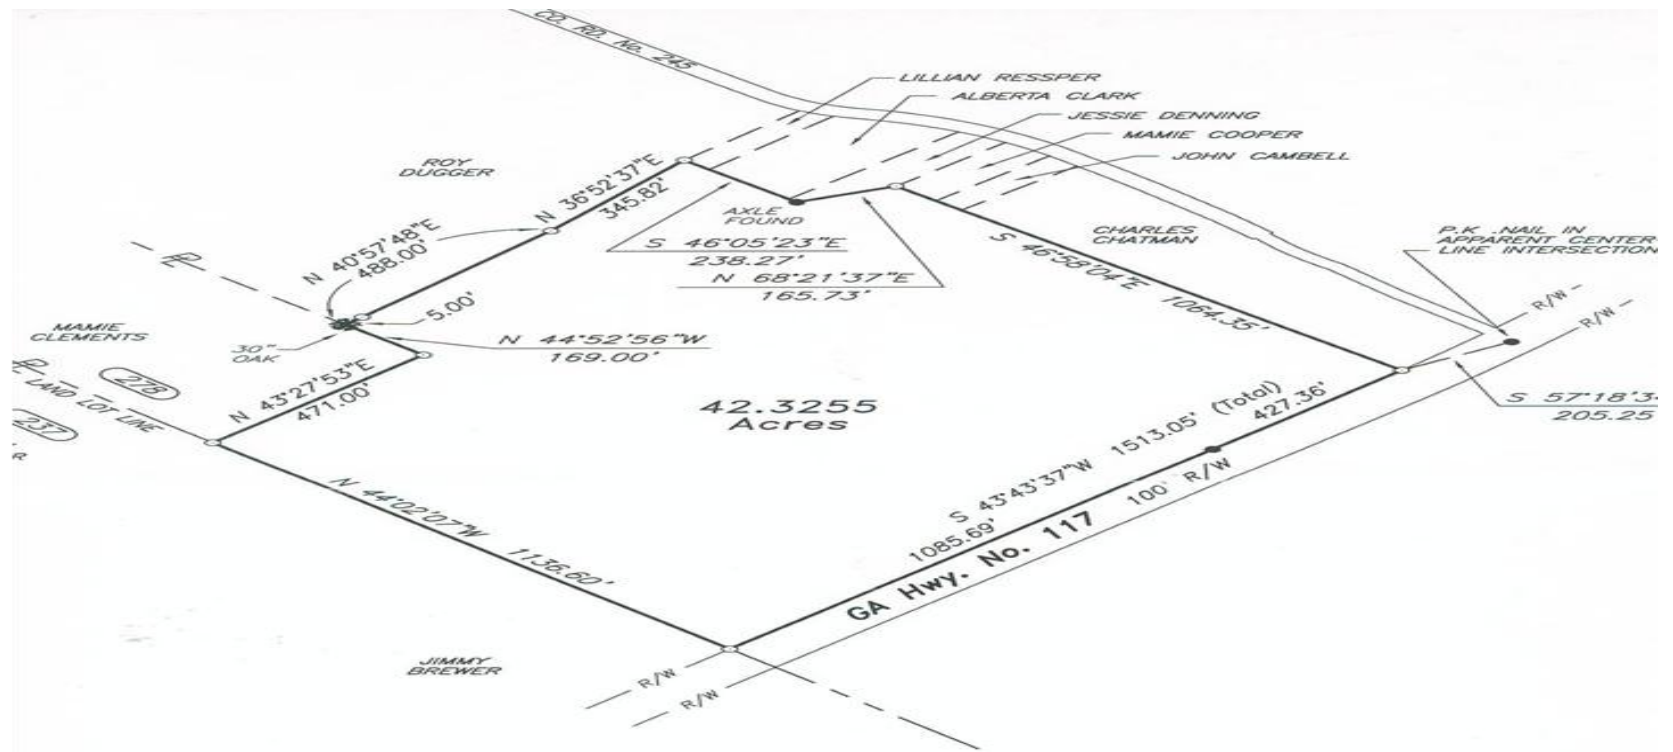 CO. RD. No. 245
LILLIAN RESSPER
ALBERTA CLARK
JESSIE DENNING
MAMIE COOPER
JOHN CAMBELL
ROY
DUGGER
N 36°52'37"E
345.82'
AXLE
FOUND
S 46°05'23"E
238.27'
N 68°21'37"E
165.73'
CHARLES
CHATMAN
P.K .NAIL IN
APPARENT CENTER
LINE INTERSECTION
N 40°57'48"E
488.00'
S 46°58'04"E 1064.35'
R/W
R/W
5.00'
MAMIE
CLEMENTS
30"
OAK
N 44°52'56"W
169.00'
278
LAND LOT LINE
237
R
N 43°27'53"E
471.00'
42.3255
Acres
S 57°18'3
205.25
S 43°43'37"W 1513.05' (Total)
427.36'
1085.69'
100' R/W
GA Hwy. No. 117
N 44°02'07"W 1136.60'
JIMMY
BREWER
R/W
R/W